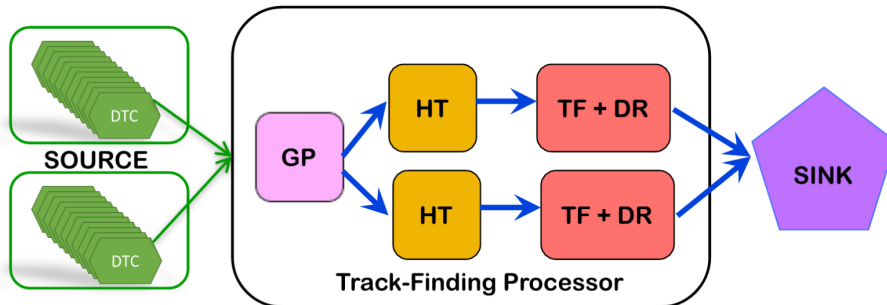 DTC
SOURCE
DTC
GP
HT
TF + DR
HT
TF + DR
Track-Finding Processor
SINK